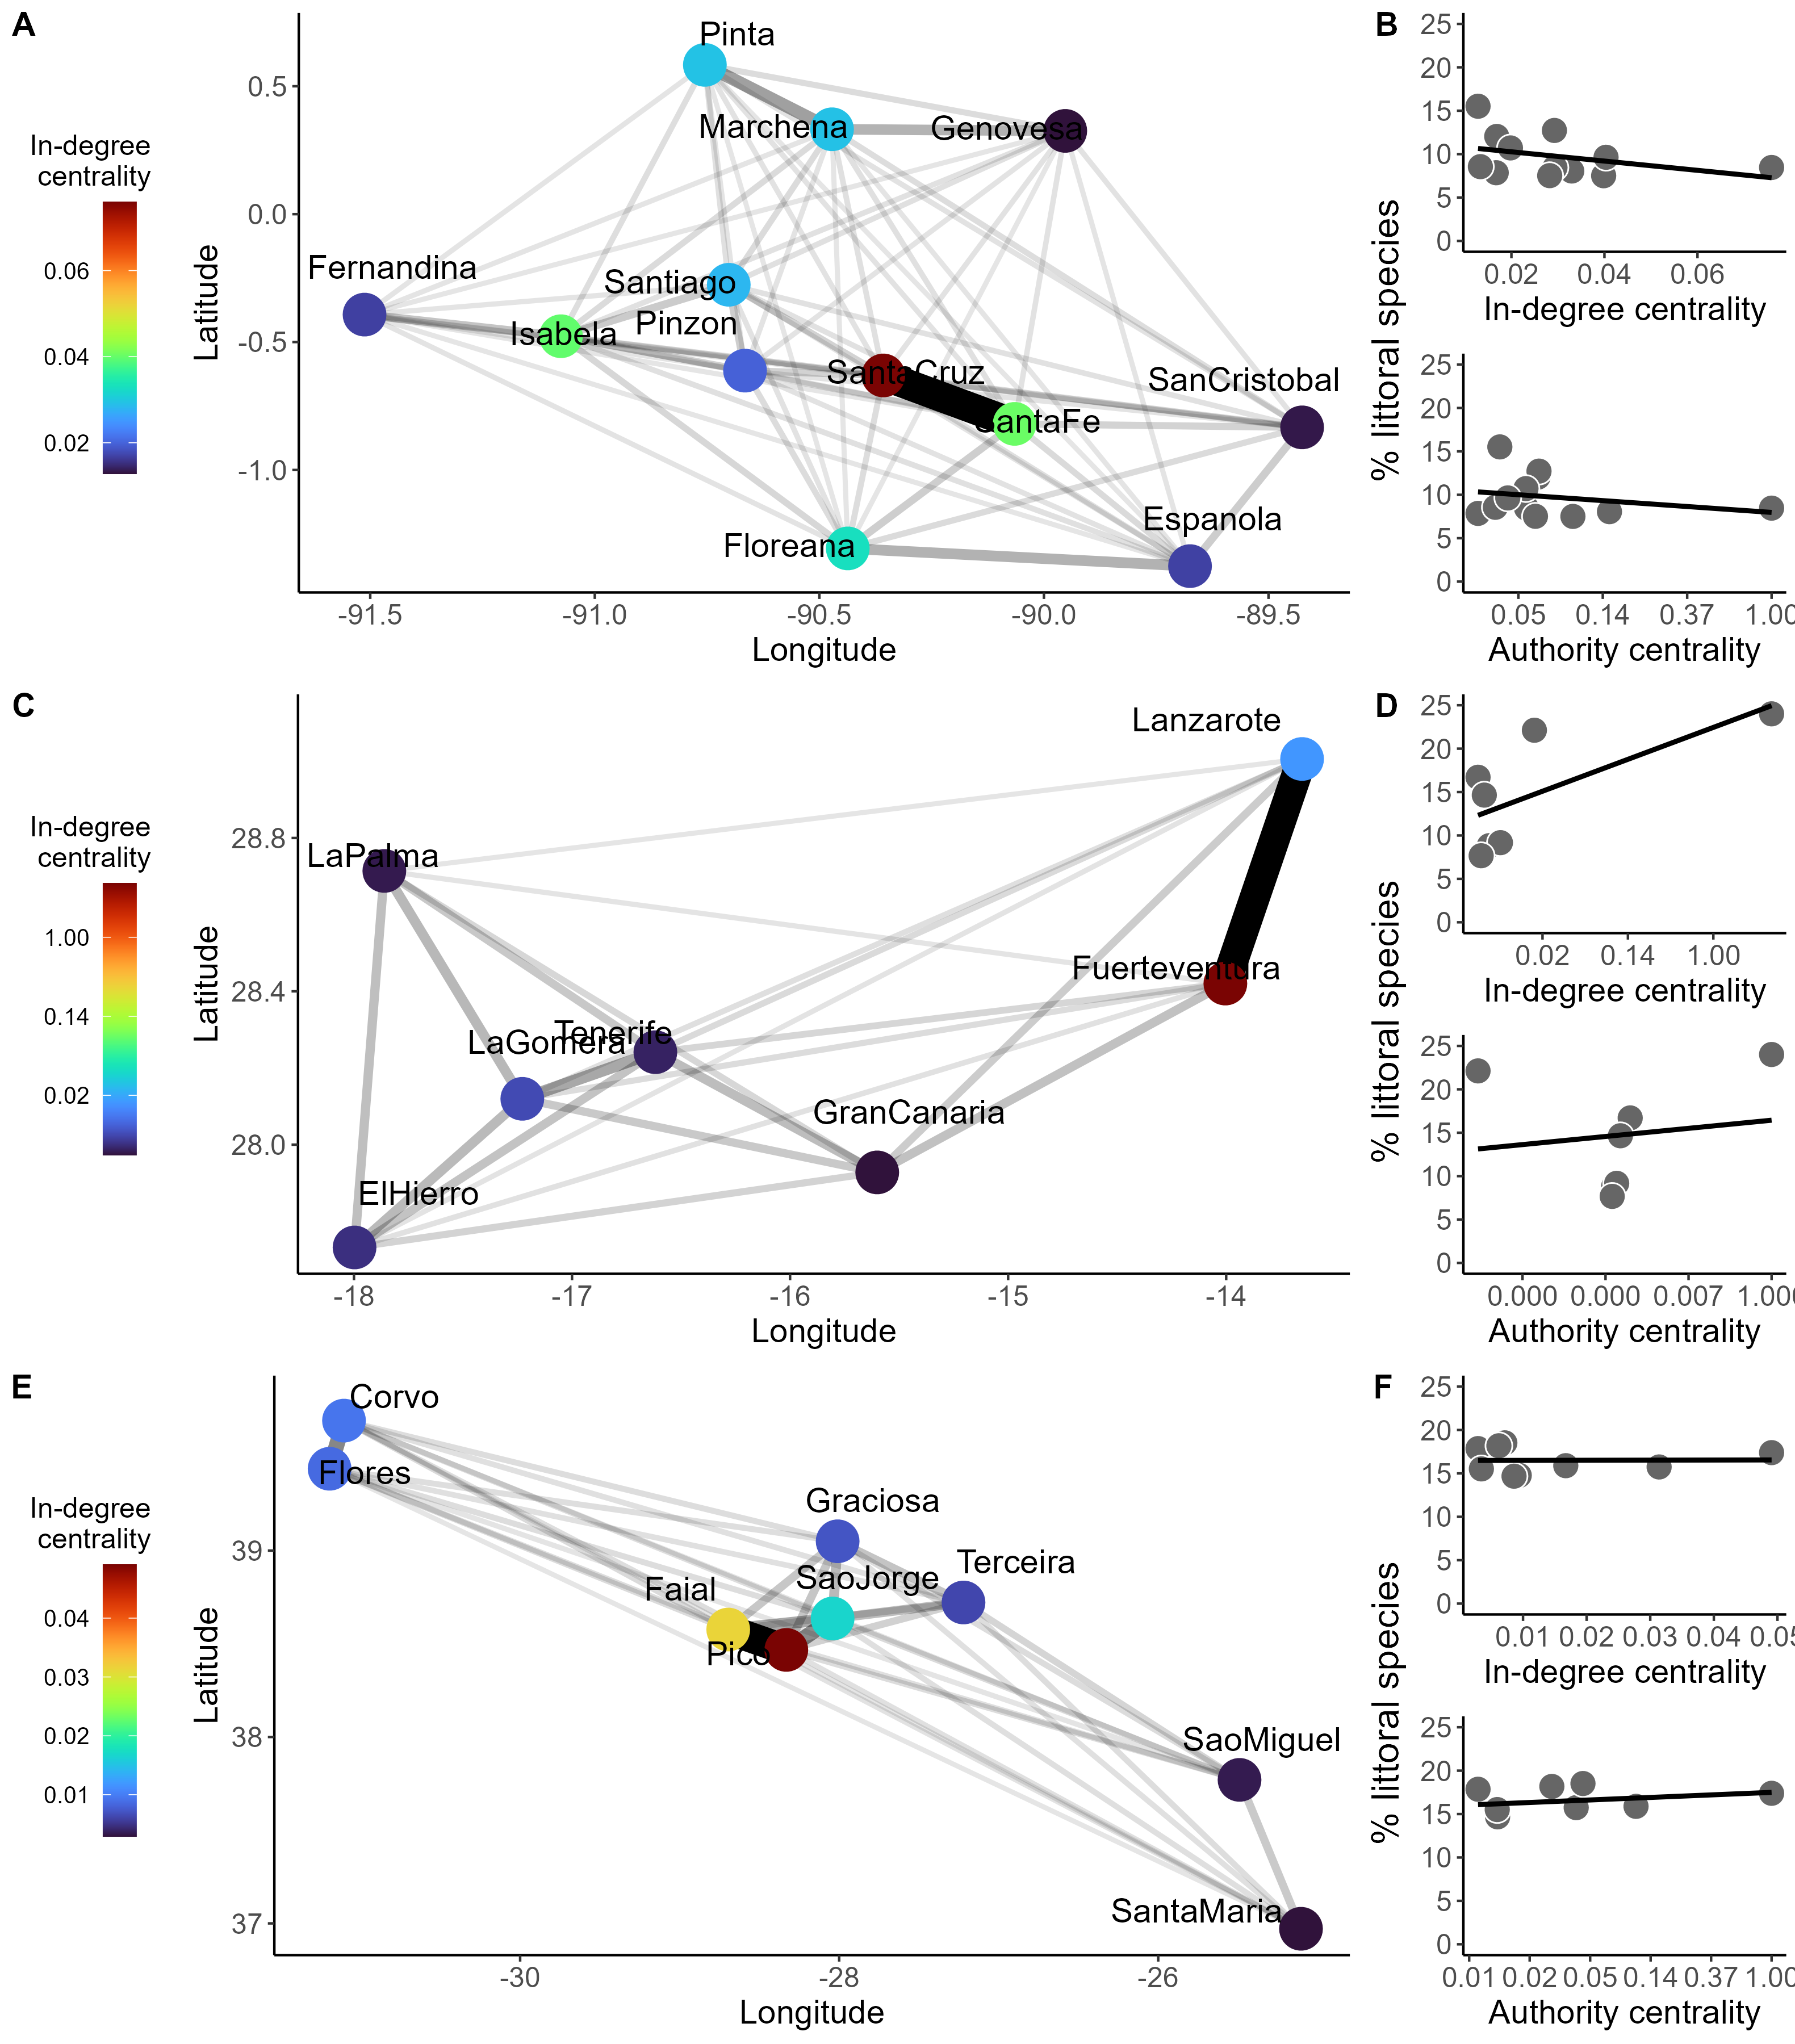 A
In-degree
centrality
0.06
0.04
0.02
Latitude
0.5
0.0
-0.5
-1.0
Pinta
Marchena
Genovesa
Fernandina
Santiago
Isabela
Pinzon
SantaCruz
SanCristobal
SantaFe
Espanola
Floreana
-91.5 -91.0 -90.5 -90.0 -89.5
Longitude
B
% littoral species
25
20
15
10
5
0
0.02 0.04 0.06
In-degree centrality
25
20
15
10
5
0
0.05 0.14 0.37 1.00
Authority centrality
C
In-degree
centrality
1.00
0.14
0.02
Latitude
28.8
28.4
28.0
Lanzarote
LaPalma
Fuerteventura
Tenerife
LaGomera
GranCanaria
ElHierro
-18 -17 -16 -15 -14
Longitude
D
% littoral species
25
20
15
10
5
0
0.02 0.14 1.00
In-degree centrality
25
20
15
10
5
0
0.000 0.000 0.007 1.000
Authority centrality
E
In-degree
centrality
0.04
0.03
0.02
0.01
Latitude
39
38
37
Corvo
Flores
Graciosa
Terceira
SaoJorge
Faial
Pico
SaoMiguel
SantaMaria
-30 -28 -26
Longitude
F
% littoral species
25
20
15
10
5
0
0.01 0.02 0.03 0.04 0.05
In-degree centrality
25
20
15
10
5
0
0.01 0.02 0.05 0.14 0.37 1.00
Authority centrality